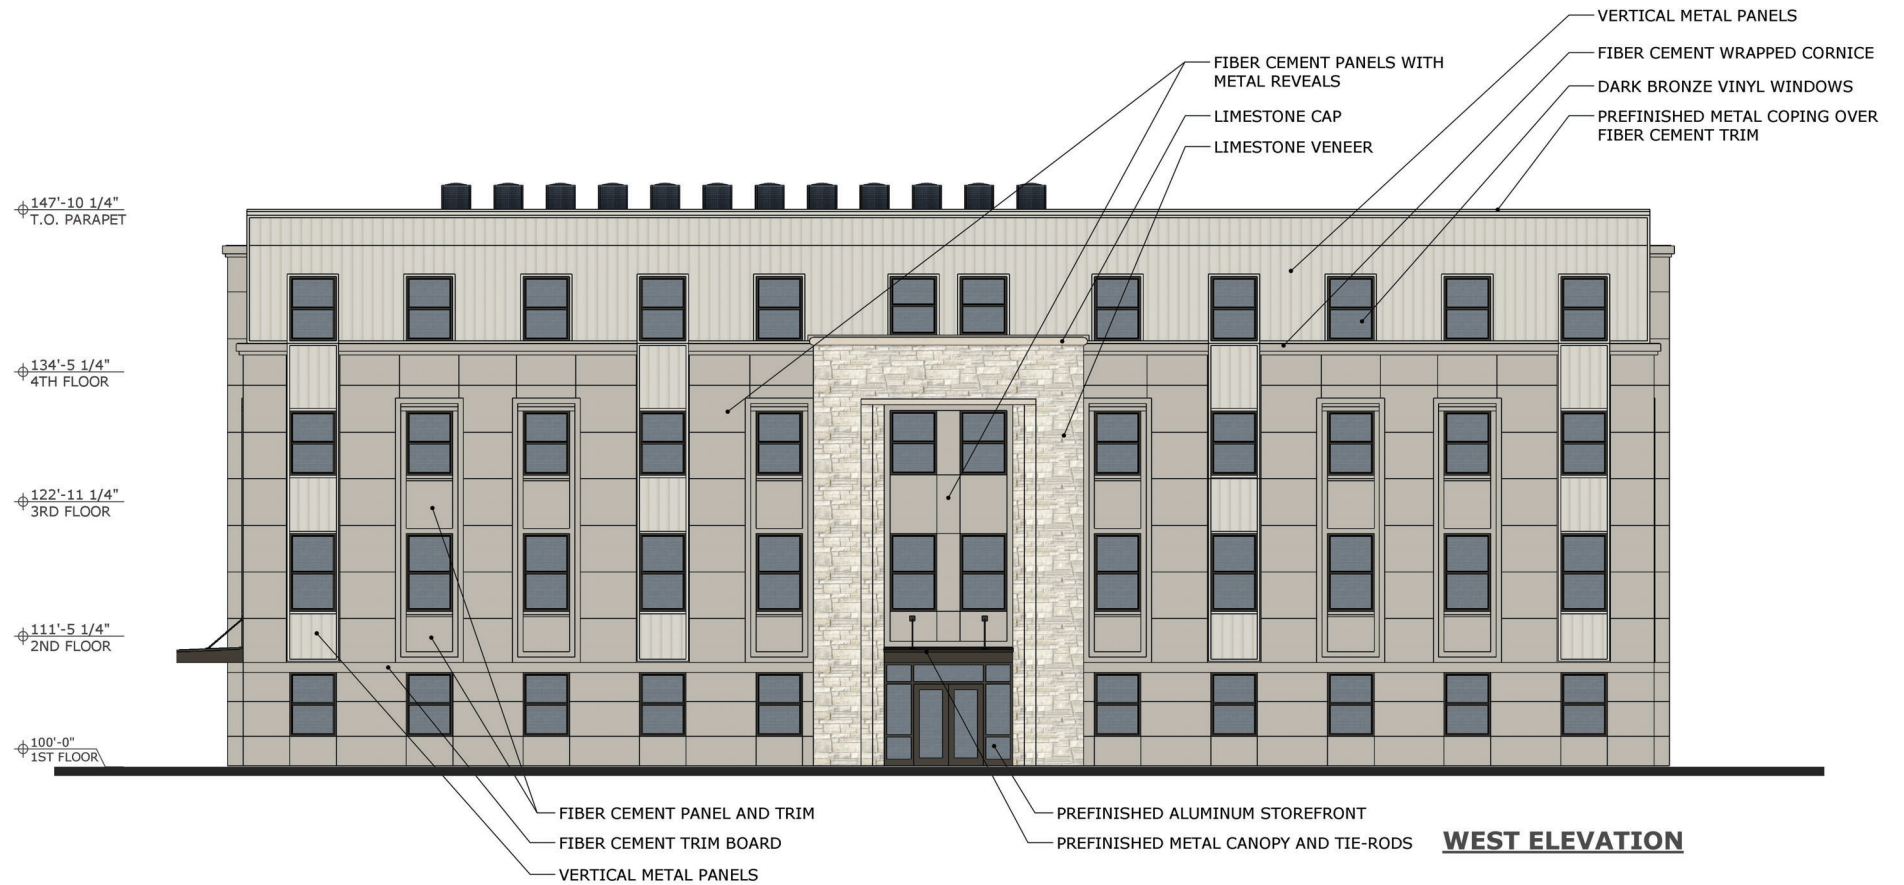 VERTICAL METAL PANELS
FIBER CEMENT WRAPPED CORNICE
DARK BRONZE VINYL WINDOWS
PREFINISHED METAL COPING OVER
FIBER CEMENT TRIM
FIBER CEMENT PANELS WITH
METAL REVEALS
LIMESTONE CAP
LIMESTONE VENEER
147'-10 1/4"
T.O. PARAPET
134'-5 1/4"
4TH FLOOR
122'-11 1/4"
3RD FLOOR
111'-5 1/4"
2ND FLOOR
100'-0"
1ST FLOOR
FIBER CEMENT PANEL AND TRIM
FIBER CEMENT TRIM BOARD
VERTICAL METAL PANELS
PREFINISHED ALUMINUM STOREFRONT
PREFINISHED METAL CANOPY AND TIE-RODS
WEST ELEVATION